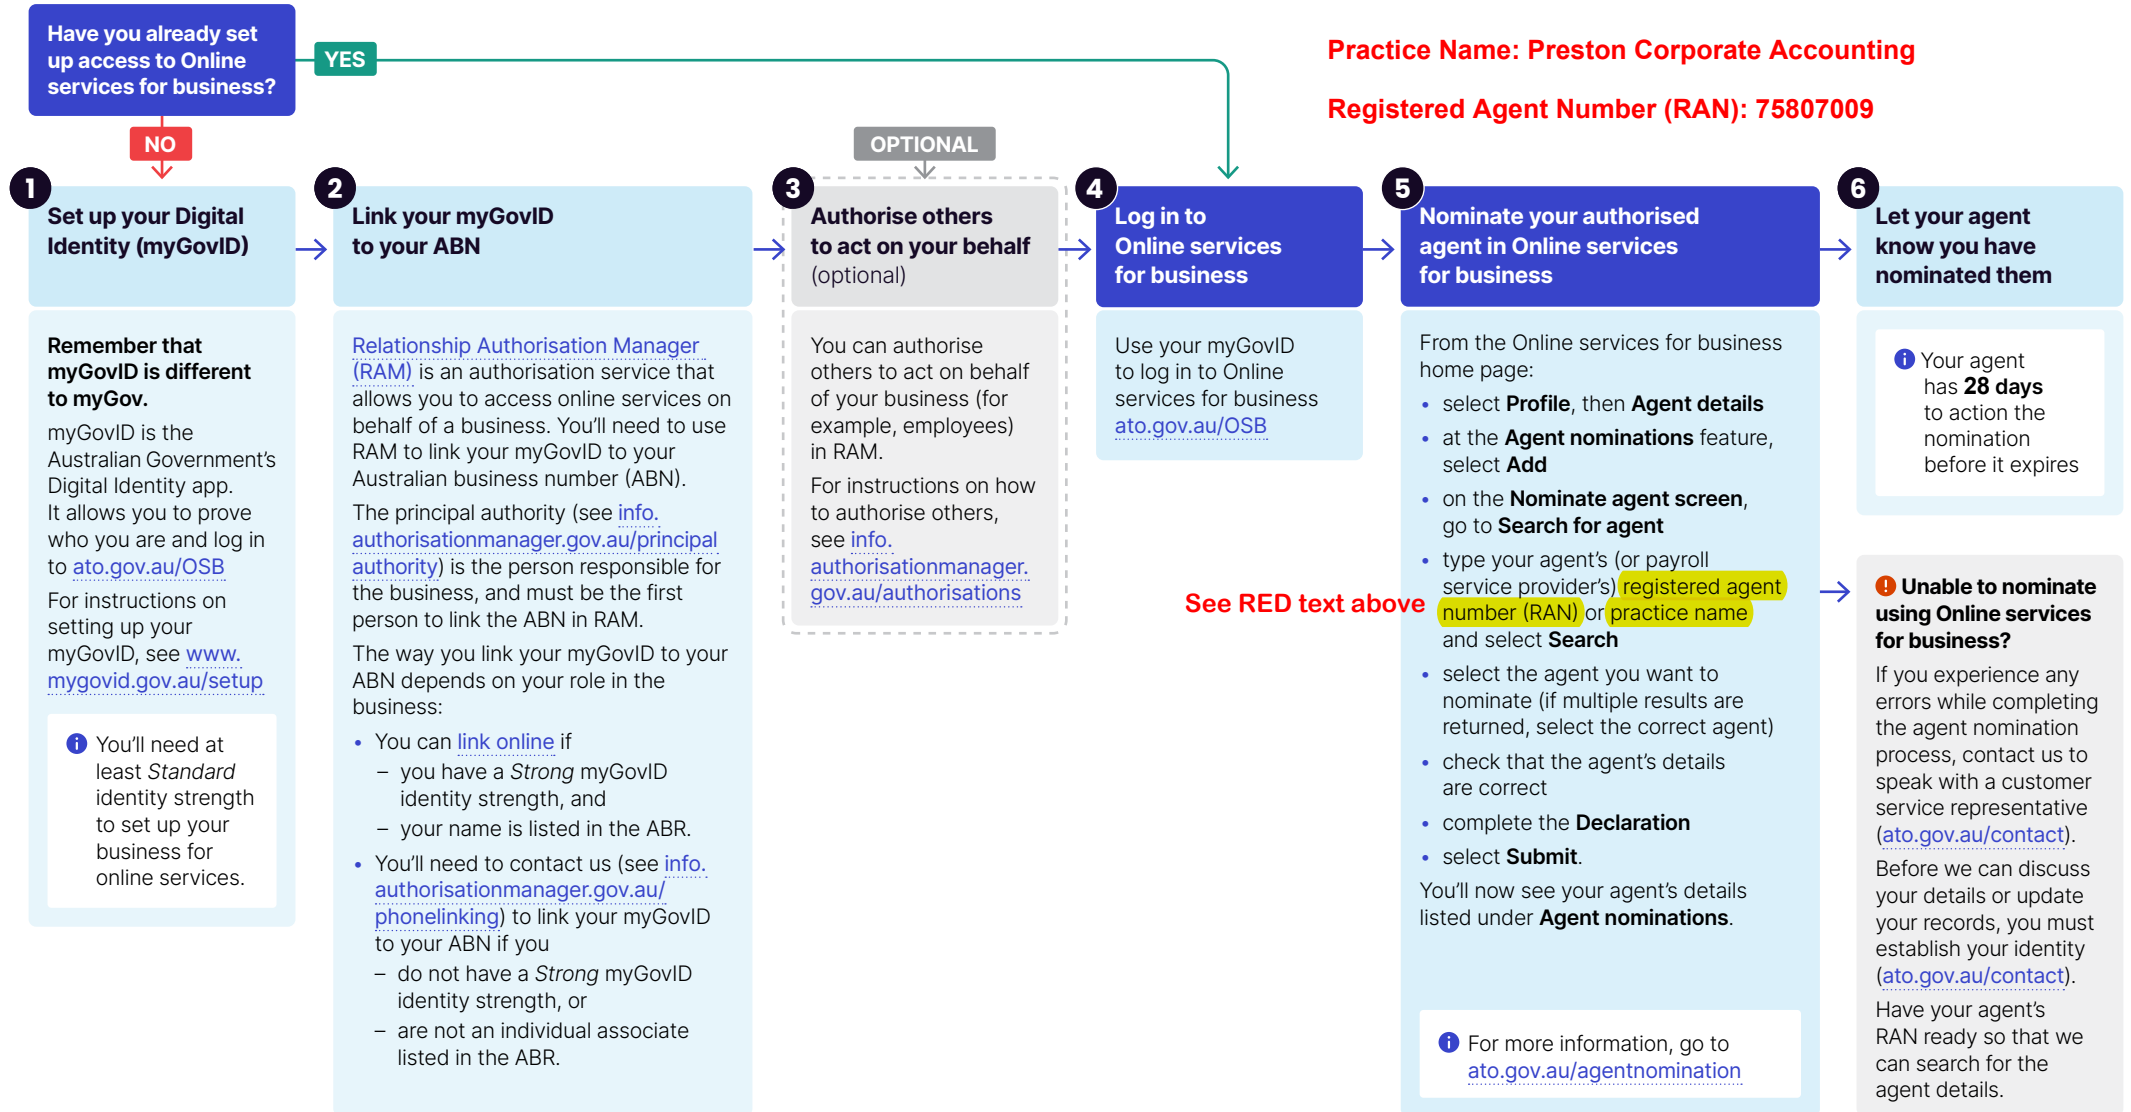 Have you already set
up access to Online
services for business?
YES
NO
Practice Name: Preston Corporate Accounting
Registered Agent Number (RAN): 75807009
OPTIONAL
1
Set up your Digital
Identity (myGovID)
Remember that
myGovID is different
to myGov.
myGovID is the
Australian Government’s
Digital Identity app.
It allows you to prove
who you are and log in
to ato.gov.au/OSB
For instructions on
setting up your
myGovID, see www.
mygovid.gov.au/setup
You’ll need at
least Standard
identity strength
to set up your
business for
online services.
2
Link your myGovID
to your ABN
Relationship Authorisation Manager
(RAM) is an authorisation service that
allows you to access online services on
behalf of a business. You’ll need to use
RAM to link your myGovID to your
Australian business number (ABN).
The principal authority (see info.
authorisationmanager.gov.au/principal
authority) is the person responsible for
the business, and must be the first
person to link the ABN in RAM.
The way you link your myGovID to your
ABN depends on your role in the
business:
• You can link online if
– you have a Strong myGovID
identity strength, and
– your name is listed in the ABR.
• You’ll need to contact us (see info.
authorisationmanager.gov.au/
phonelinking) to link your myGovID
to your ABN if you
– do not have a Strong myGovID
identity strength, or
– are not an individual associate
listed in the ABR.
3
Authorise others
to act on your behalf
(optional)
You can authorise
others to act on behalf
of your business (for
example, employees)
in RAM.
For instructions on how
to authorise others,
see info.
authorisationmanager.
gov.au/authorisations
4
Log in to
Online services
for business
Use your myGovID
to log in to Online
services for business
ato.gov.au/OSB
5
Nominate your authorised
agent in Online services
for business
From the Online services for business
home page:
• select Profile, then Agent details
• at the Agent nominations feature,
select Add
• on the Nominate agent screen,
go to Search for agent
• type your agent’s (or payroll
service provider’s) registered agent
number (RAN) or practice name
and select Search
See RED text above
• select the agent you want to
nominate (if multiple results are
returned, select the correct agent)
• check that the agent’s details
are correct
• complete the Declaration
• select Submit.
You’ll now see your agent’s details
listed under Agent nominations.
For more information, go to
ato.gov.au/agentnomination
6
Let your agent
know you have
nominated them
Your agent
has 28 days
to action the
nomination
before it expires
Unable to nominate
using Online services
for business?
If you experience any
errors while completing
the agent nomination
process, contact us to
speak with a customer
service representative
(ato.gov.au/contact).
Before we can discuss
your details or update
your records, you must
establish your identity
(ato.gov.au/contact).
Have your agent’s
RAN ready so that we
can search for the
agent details.